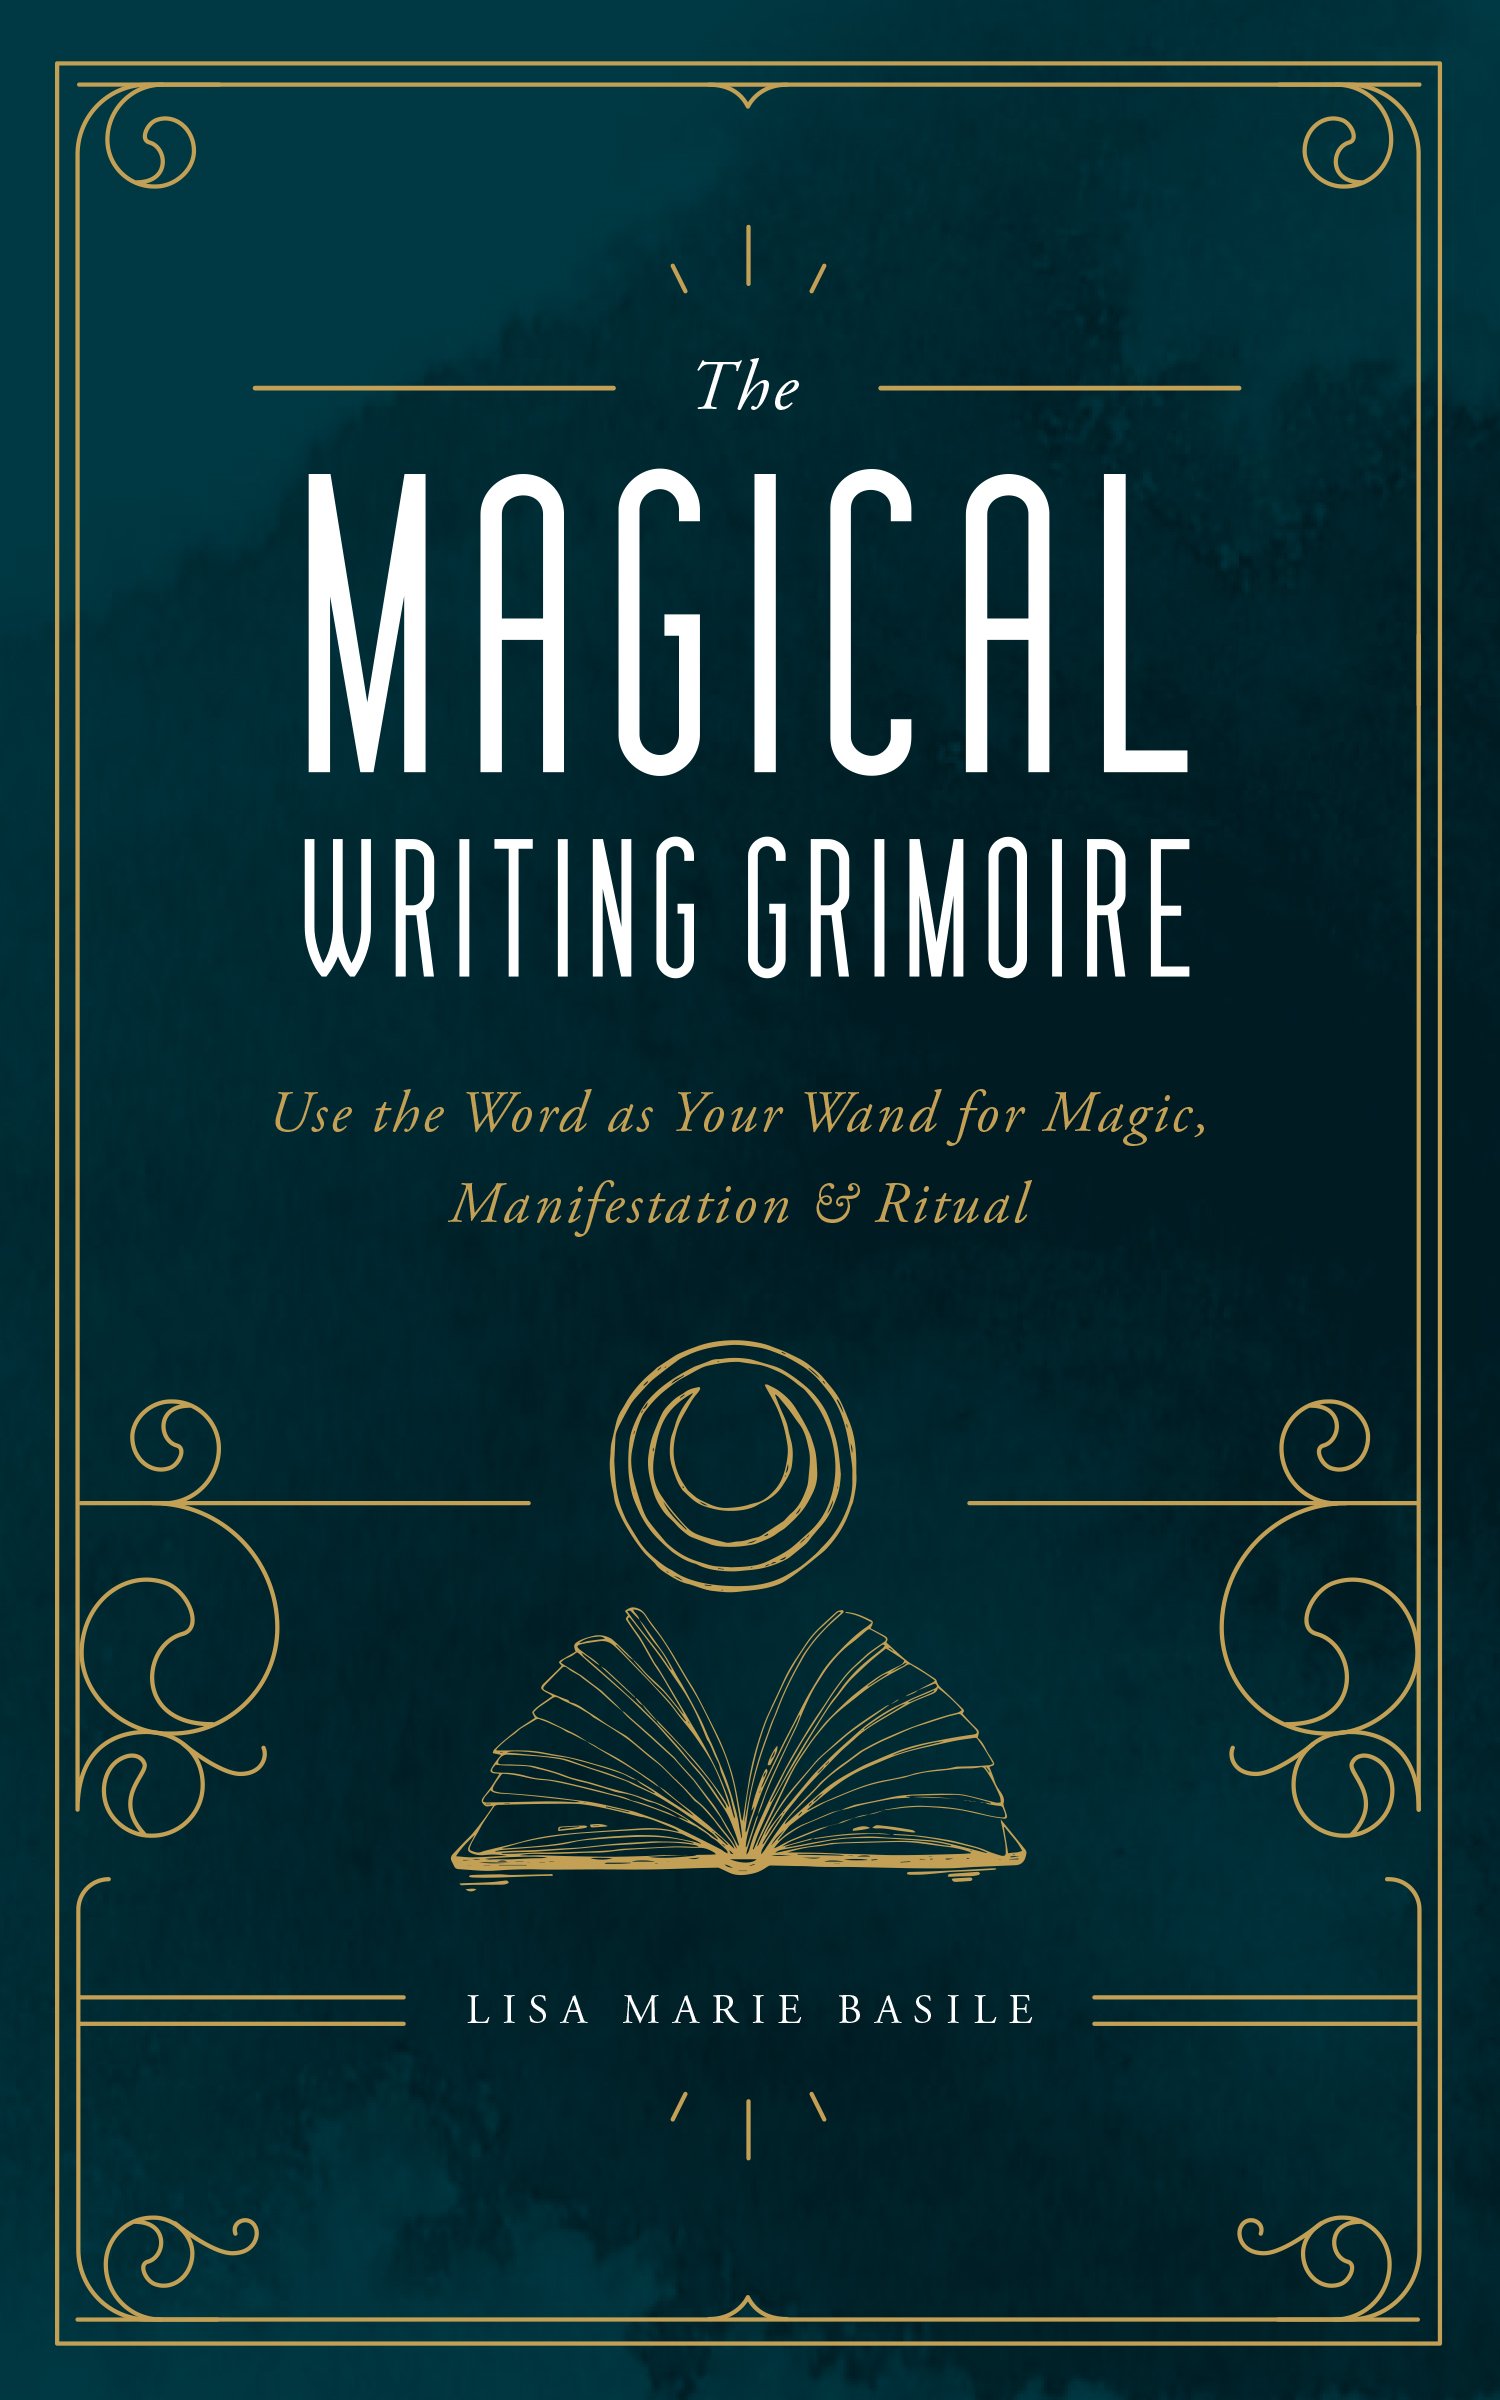 The
MAGICAL
WRITING GRIMOIRE
Use the Word as Your Wand for Magic,
Manifestation & Ritual
LISA MARIE BASILE